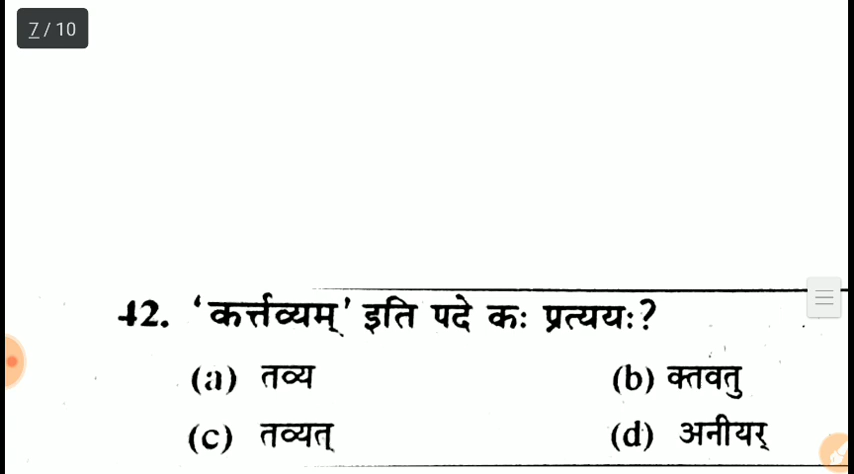 7 / 10
42. 'कर्त्तव्यम्' इति पदे कः प्रत्ययः?
(a) तव्य (b) क्तवतु
(c) तव्यत् (d) अनीयर्